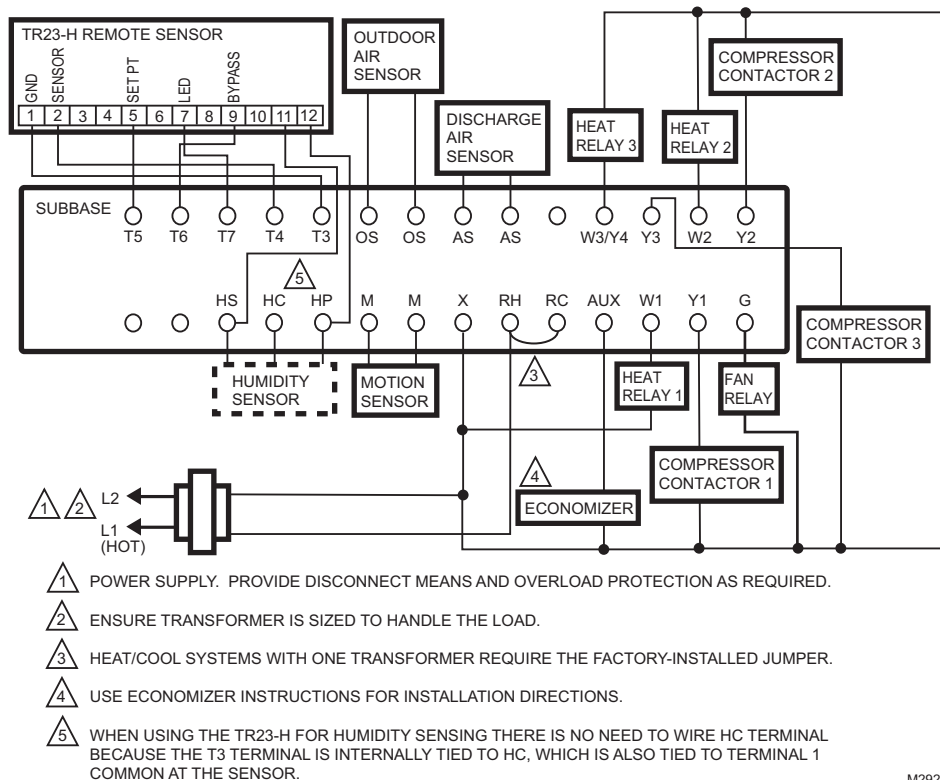 TR23-H REMOTE SENSOR
GND
SENSOR
SET PT
LED
BYPASS
1 2 3 4 5 6 7 8 9 10 11 12
OUTDOOR
AIR
SENSOR
DISCHARGE
AIR
SENSOR
HEAT
RELAY 3
HEAT
RELAY 2
COMPRESSOR
CONTACTOR 2
SUBBASE
T5 T6 T7 T4 T3 OS OS AS AS W3/Y4 Y3 W2 Y2
5
HS HC HP M M X RH RC AUX W1 Y1 G
COMPRESSOR
CONTACTOR 3
HUMIDITY
SENSOR
MOTION
SENSOR
3
HEAT
RELAY 1
FAN
RELAY
COMPRESSOR
CONTACTOR 1
4
ECONOMIZER
1 2 L2
L1
(HOT)
1 POWER SUPPLY. PROVIDE DISCONNECT MEANS AND OVERLOAD PROTECTION AS REQUIRED.
2 ENSURE TRANSFORMER IS SIZED TO HANDLE THE LOAD.
3 HEAT/COOL SYSTEMS WITH ONE TRANSFORMER REQUIRE THE FACTORY-INSTALLED JUMPER.
4 USE ECONOMIZER INSTRUCTIONS FOR INSTALLATION DIRECTIONS.
5 WHEN USING THE TR23-H FOR HUMIDITY SENSING THERE IS NO NEED TO WIRE HC TERMINAL
BECAUSE THE T3 TERMINAL IS INTERNALLY TIED TO HC, WHICH IS ALSO TIED TO TERMINAL 1
COMMON AT THE SENSOR.